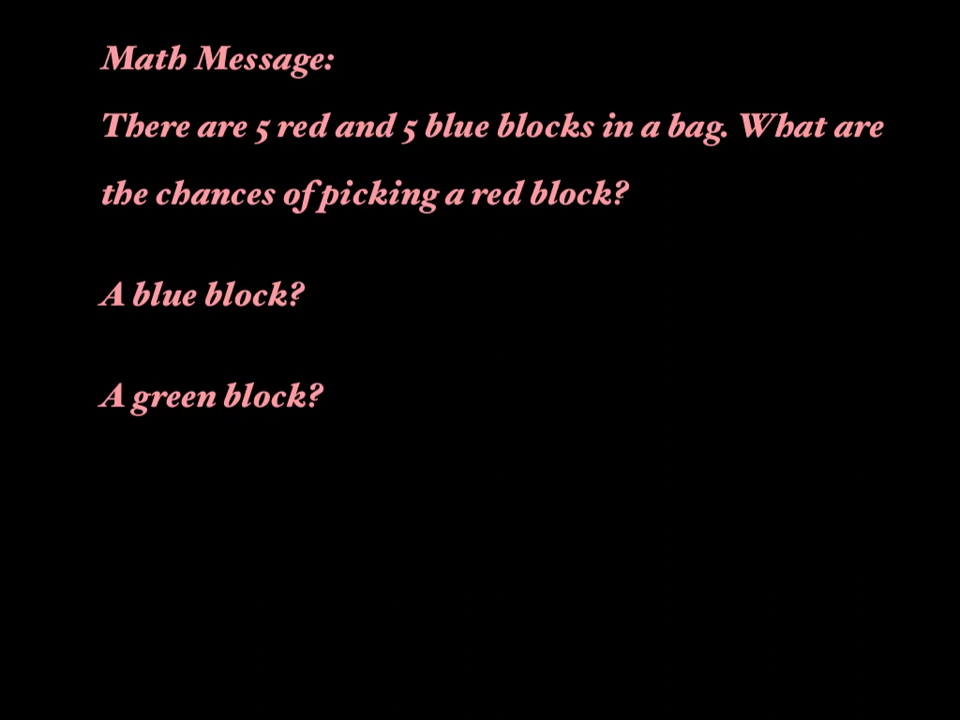 Math Message:
There are 5 red and 5 blue blocks in a bag. What are
the chances of picking a red block?
A blue block?
A green block?